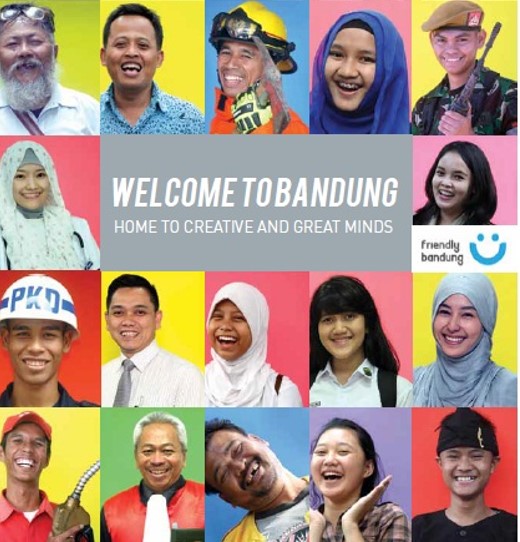 WELCOME TO BANDUNG
HOME TO CREATIVE AND GREAT MINDS
friendly
bandung
PKD